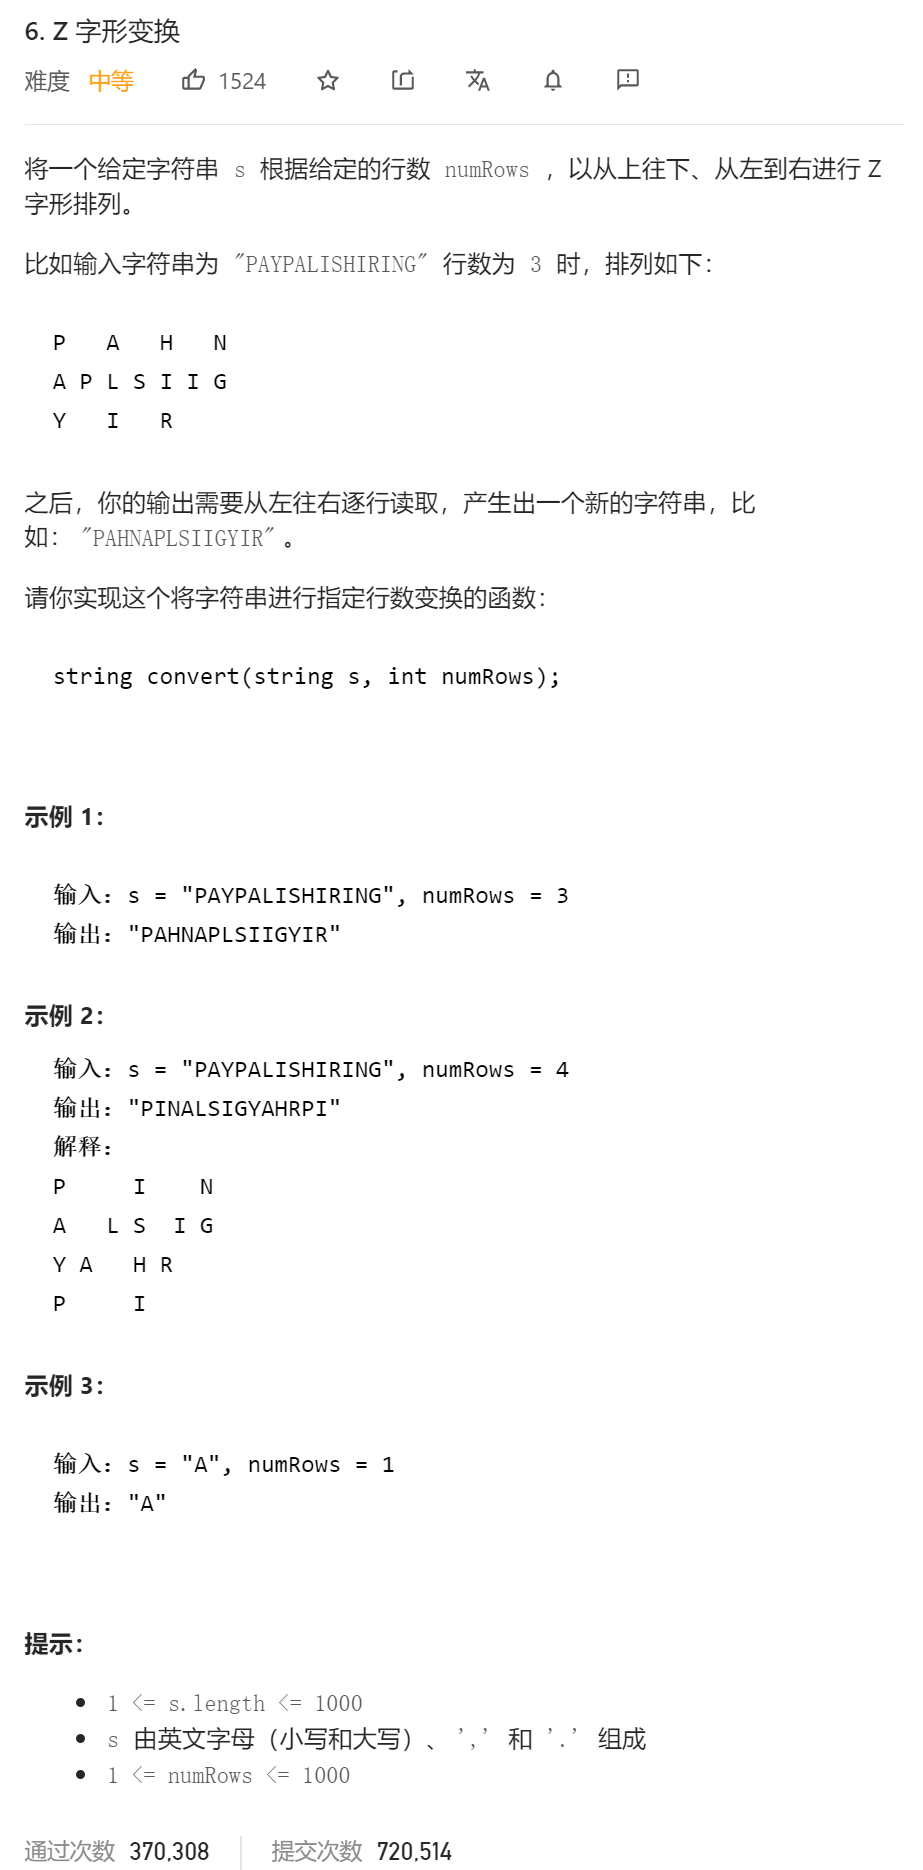 6. Z 字形变换
难度 中等 1524
将一个给定字符串 s 根据给定的行数 numRows ，以从上往下、从左到右进行 Z
字形排列。
比如输入字符串为 "PAYPALISHIRING" 行数为 3 时，排列如下：
P   A   H   N
A P L S I I G
Y   I   R
之后，你的输出需要从左往右逐行读取，产生出一个新的字符串，比
如："PAHNAPLSIIGYIR"。
请你实现这个将字符串进行指定行数变换的函数：
string convert(string s, int numRows);
示例 1：
输入：s = "PAYPALISHIRING", numRows = 3
输出："PAHNAPLSIIGYIR"
示例 2：
输入：s = "PAYPALISHIRING", numRows = 4
输出："PINALSIGYAHRPI"
解释：
P     I    N
A   L S  I G
Y A   H R
P     I
示例 3：
输入：s = "A", numRows = 1
输出："A"
提示：
• 1 <= s.length <= 1000
• s 由英文字母（小写和大写）、',' 和 '.' 组成
• 1 <= numRows <= 1000
通过次数 370,308 提交次数 720,514